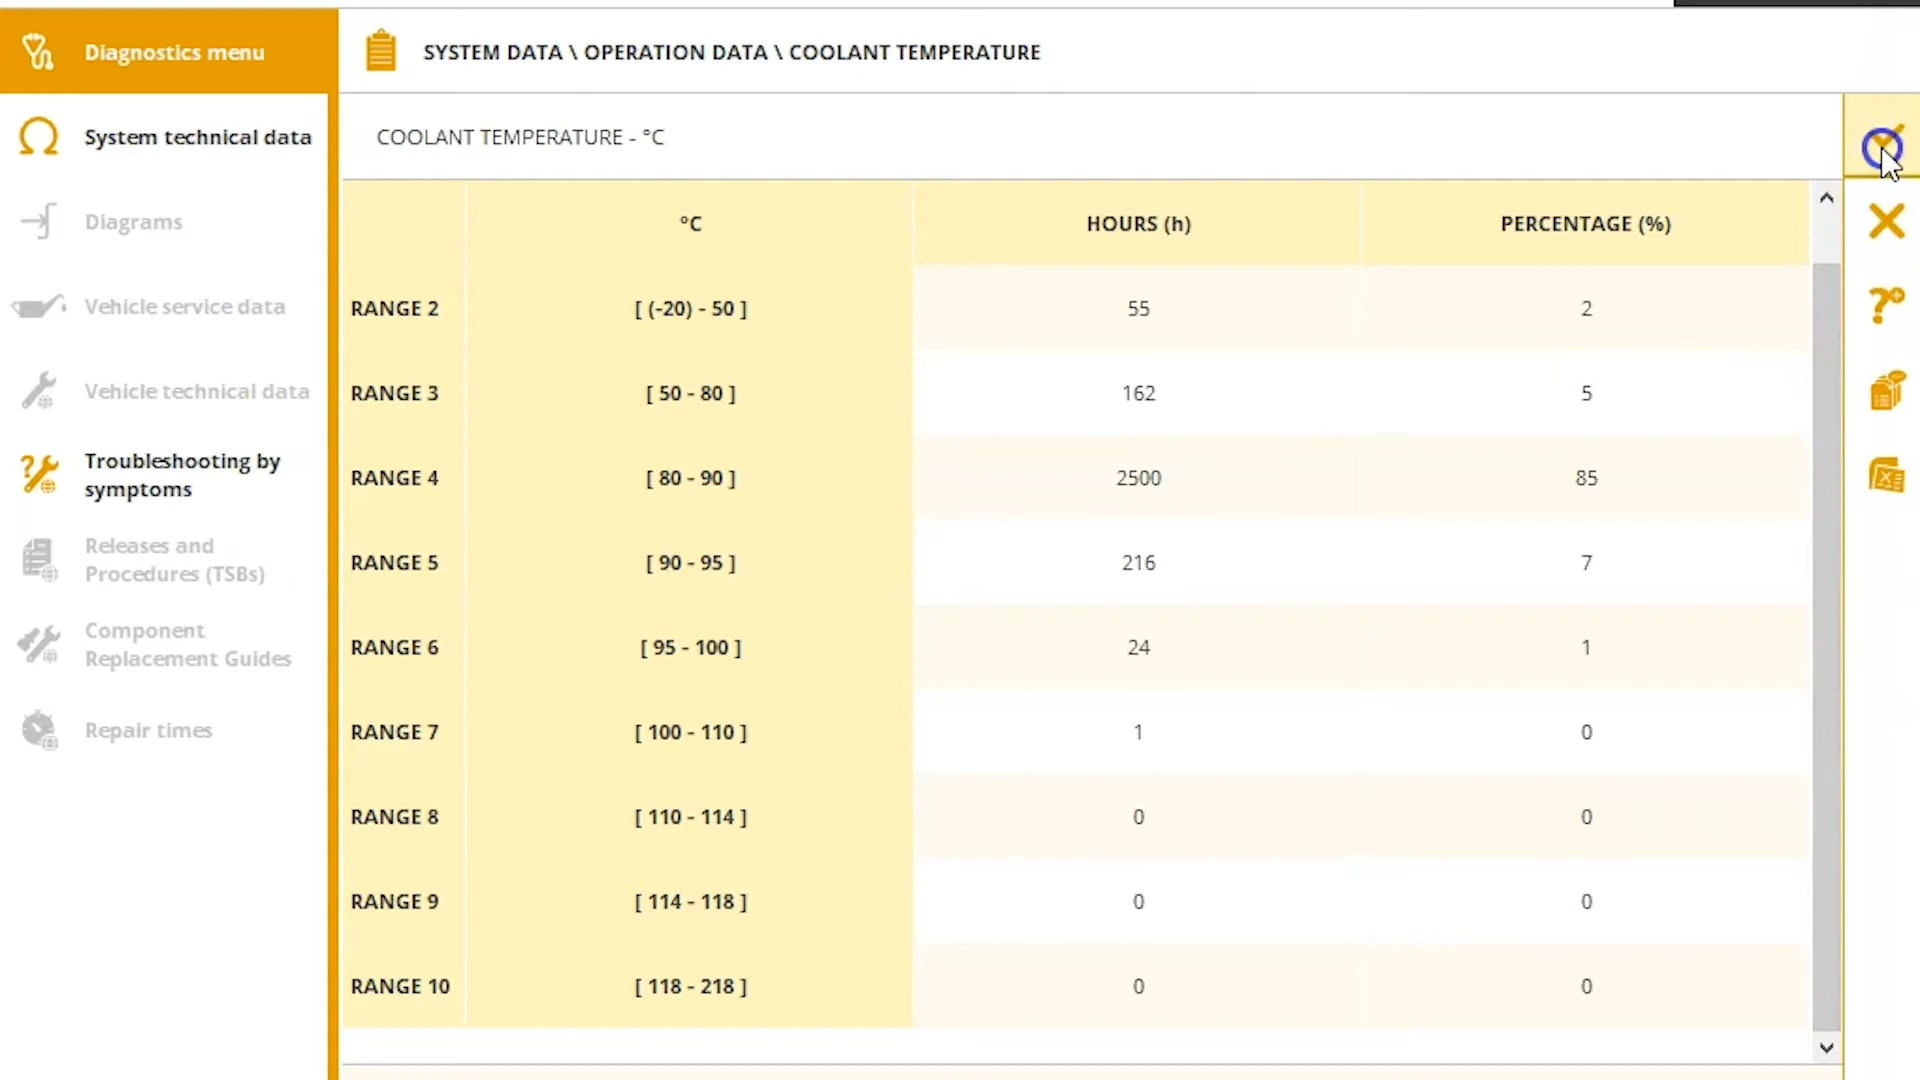 Diagnostics menu
SYSTEM DATA \ OPERATION DATA \ COOLANT TEMPERATURE
System technical data
Diagrams
Vehicle service data
Vehicle technical data
Troubleshooting by
symptoms
Releases and
Procedures (TSBs)
Component
Replacement Guides
Repair times
COOLANT TEMPERATURE - °C
°C HOURS (h) PERCENTAGE (%)
RANGE 2 [ (-20) - 50 ] 55 2
RANGE 3 [ 50 - 80 ] 162 5
RANGE 4 [ 80 - 90 ] 2500 85
RANGE 5 [ 90 - 95 ] 216 7
RANGE 6 [ 95 - 100 ] 24 1
RANGE 7 [ 100 - 110 ] 1 0
RANGE 8 [ 110 - 114 ] 0 0
RANGE 9 [ 114 - 118 ] 0 0
RANGE 10 [ 118 - 218 ] 0 0